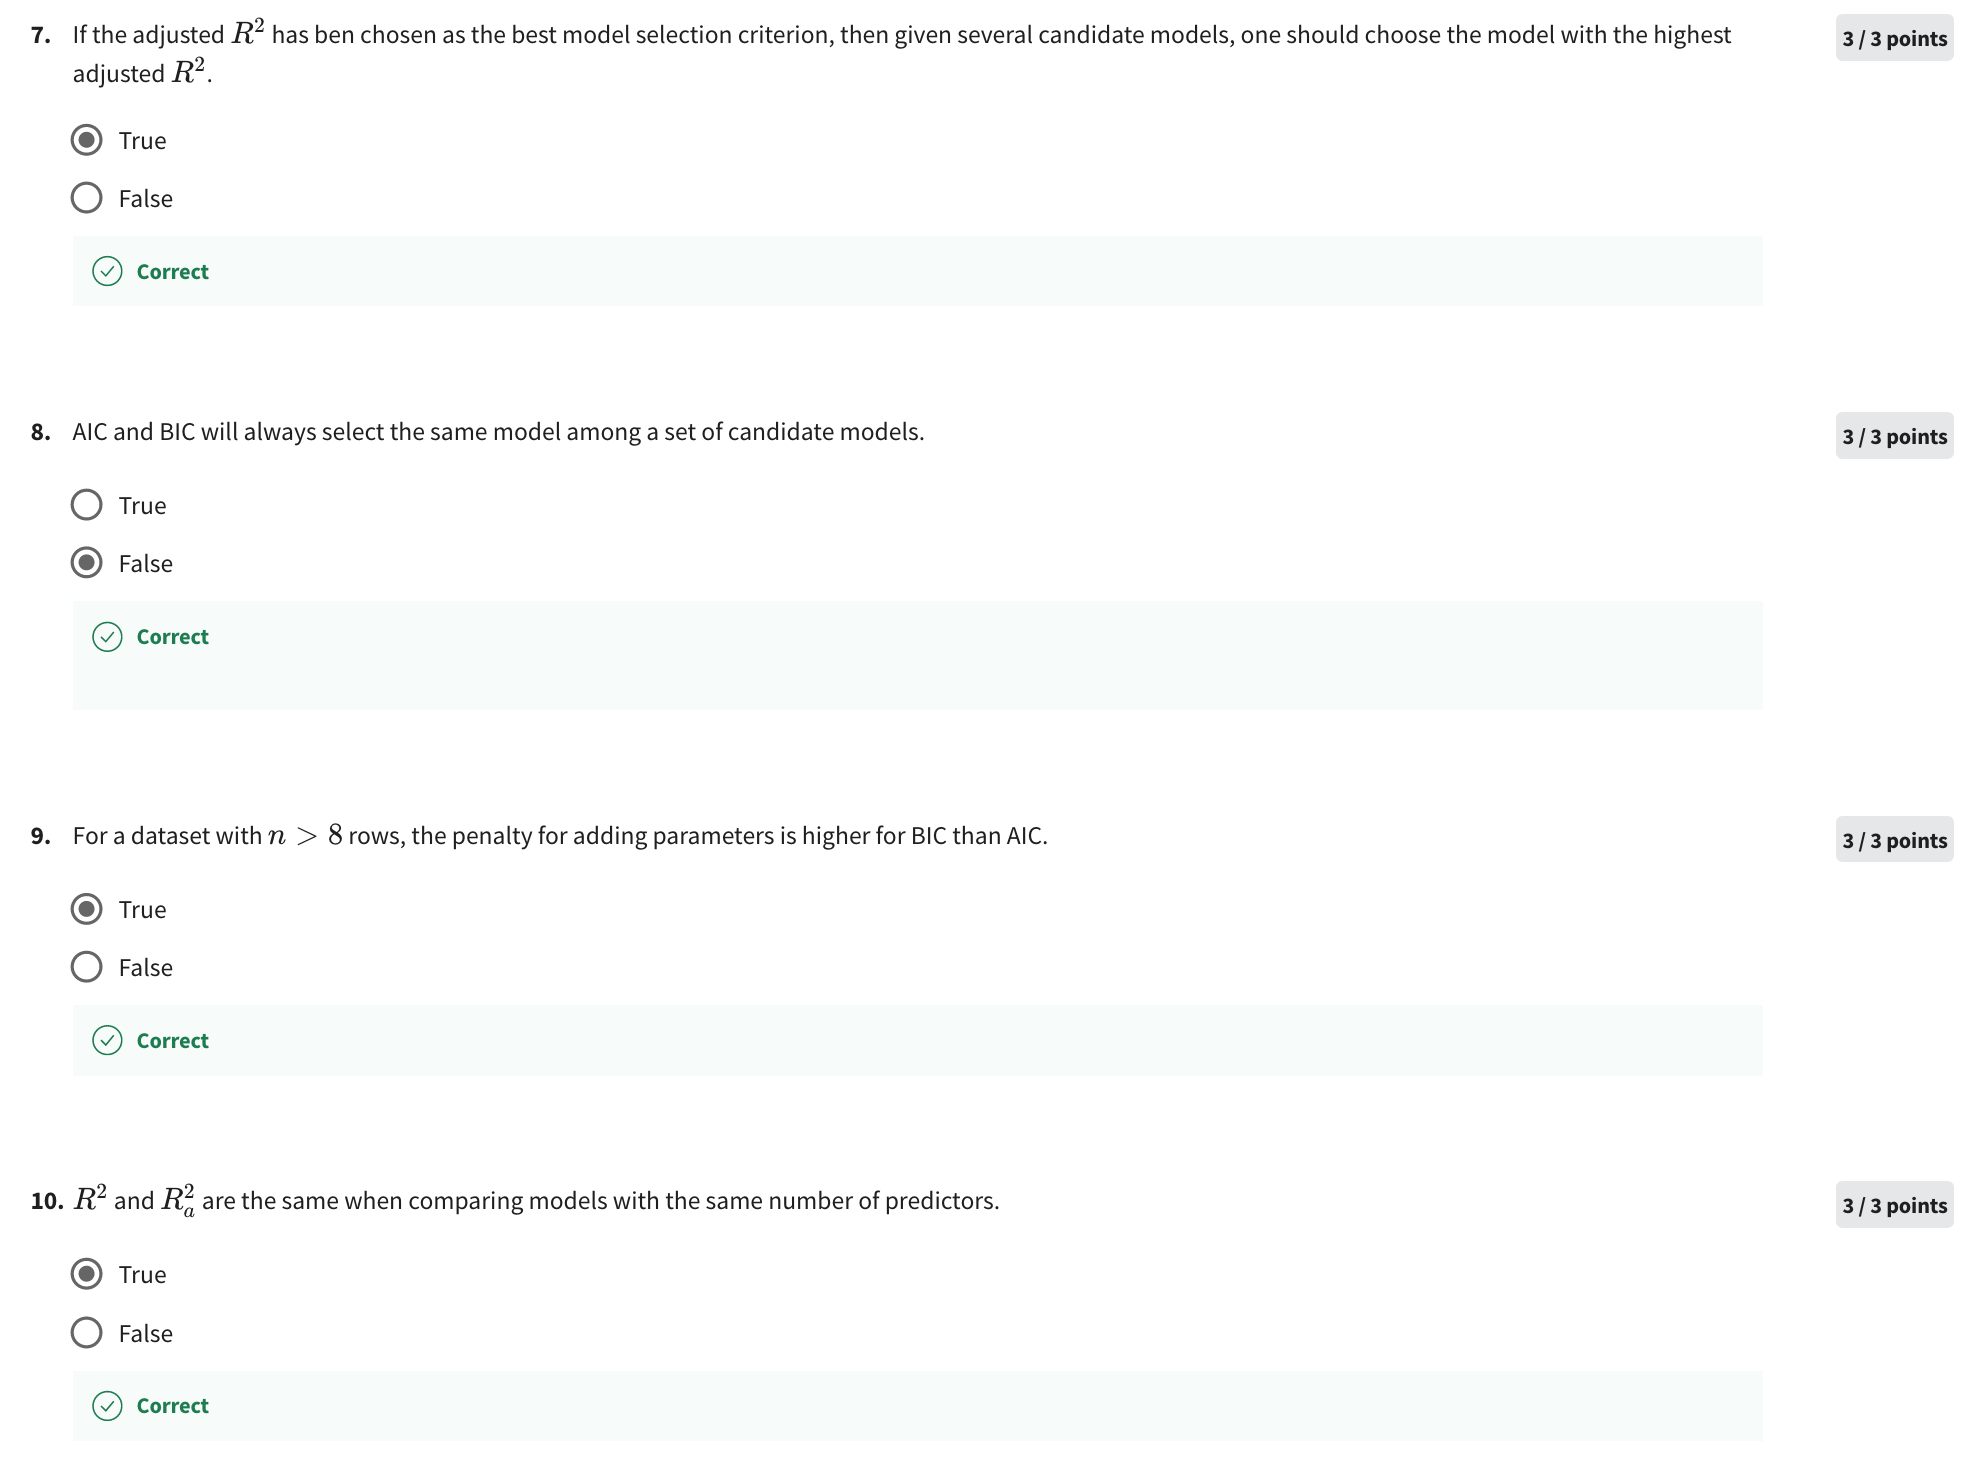 7. If the adjusted R² has ben chosen as the best model selection criterion, then given several candidate models, one should choose the model with the highest
adjusted R².
3 / 3 points
True
False
Correct
8. AIC and BIC will always select the same model among a set of candidate models.
3 / 3 points
True
False
Correct
9. For a dataset with n > 8 rows, the penalty for adding parameters is higher for BIC than AIC.
3 / 3 points
True
False
Correct
10. R² and R²ₐ are the same when comparing models with the same number of predictors.
3 / 3 points
True
False
Correct